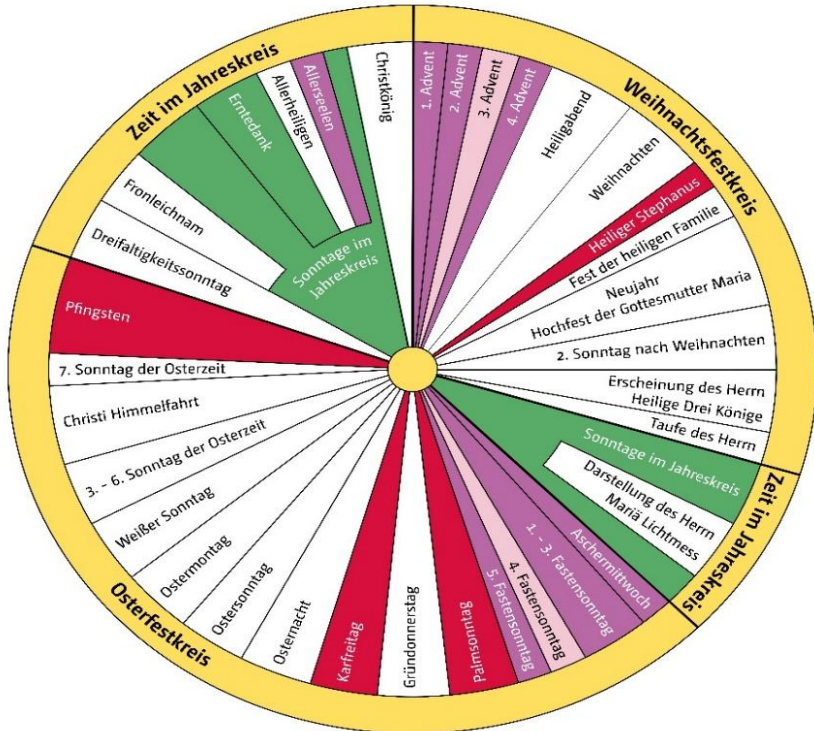 Zeit im Jahreskreis
Weihnachtsfestkreis
Zeit im Jahreskreis
Osterfestkreis
1. Advent
2. Advent
3. Advent
4. Advent
Heiligabend
Weihnachten
Heiliger Stephanus
Fest der heiligen Familie
Neujahr
Hochfest der Gottesmutter Maria
2. Sonntag nach Weihnachten
Erscheinung des Herrn
Heilige Drei Könige
Taufe des Herrn
Sonntage im Jahreskreis
Darstellung des Herrn
Mariä Lichtmess
Aschermittwoch
1. – 3. Fastensonntag
4. Fastensonntag
5. Fastensonntag
Palmsonntag
Gründonnerstag
Karfreitag
Osternacht
Ostersonntag
Ostermontag
Weißer Sonntag
3. – 6. Sonntag der Osterzeit
Christi Himmelfahrt
7. Sonntag der Osterzeit
Pfingsten
Dreifaltigkeitssonntag
Fronleichnam
Sonntage im
Jahreskreis
Erntedank
Allerheiligen
Allerseelen
Christkönig